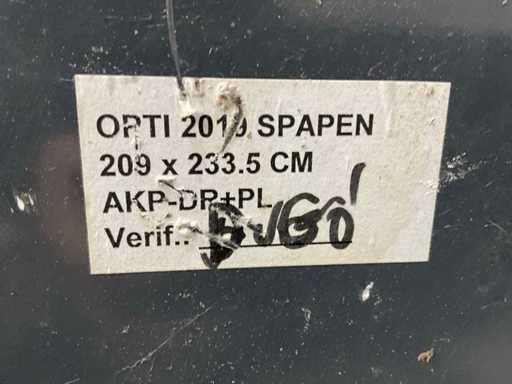 OPTI 2019 SPAPEN
209 x 233.5 CM
AKP-DP+PL
Verif..: